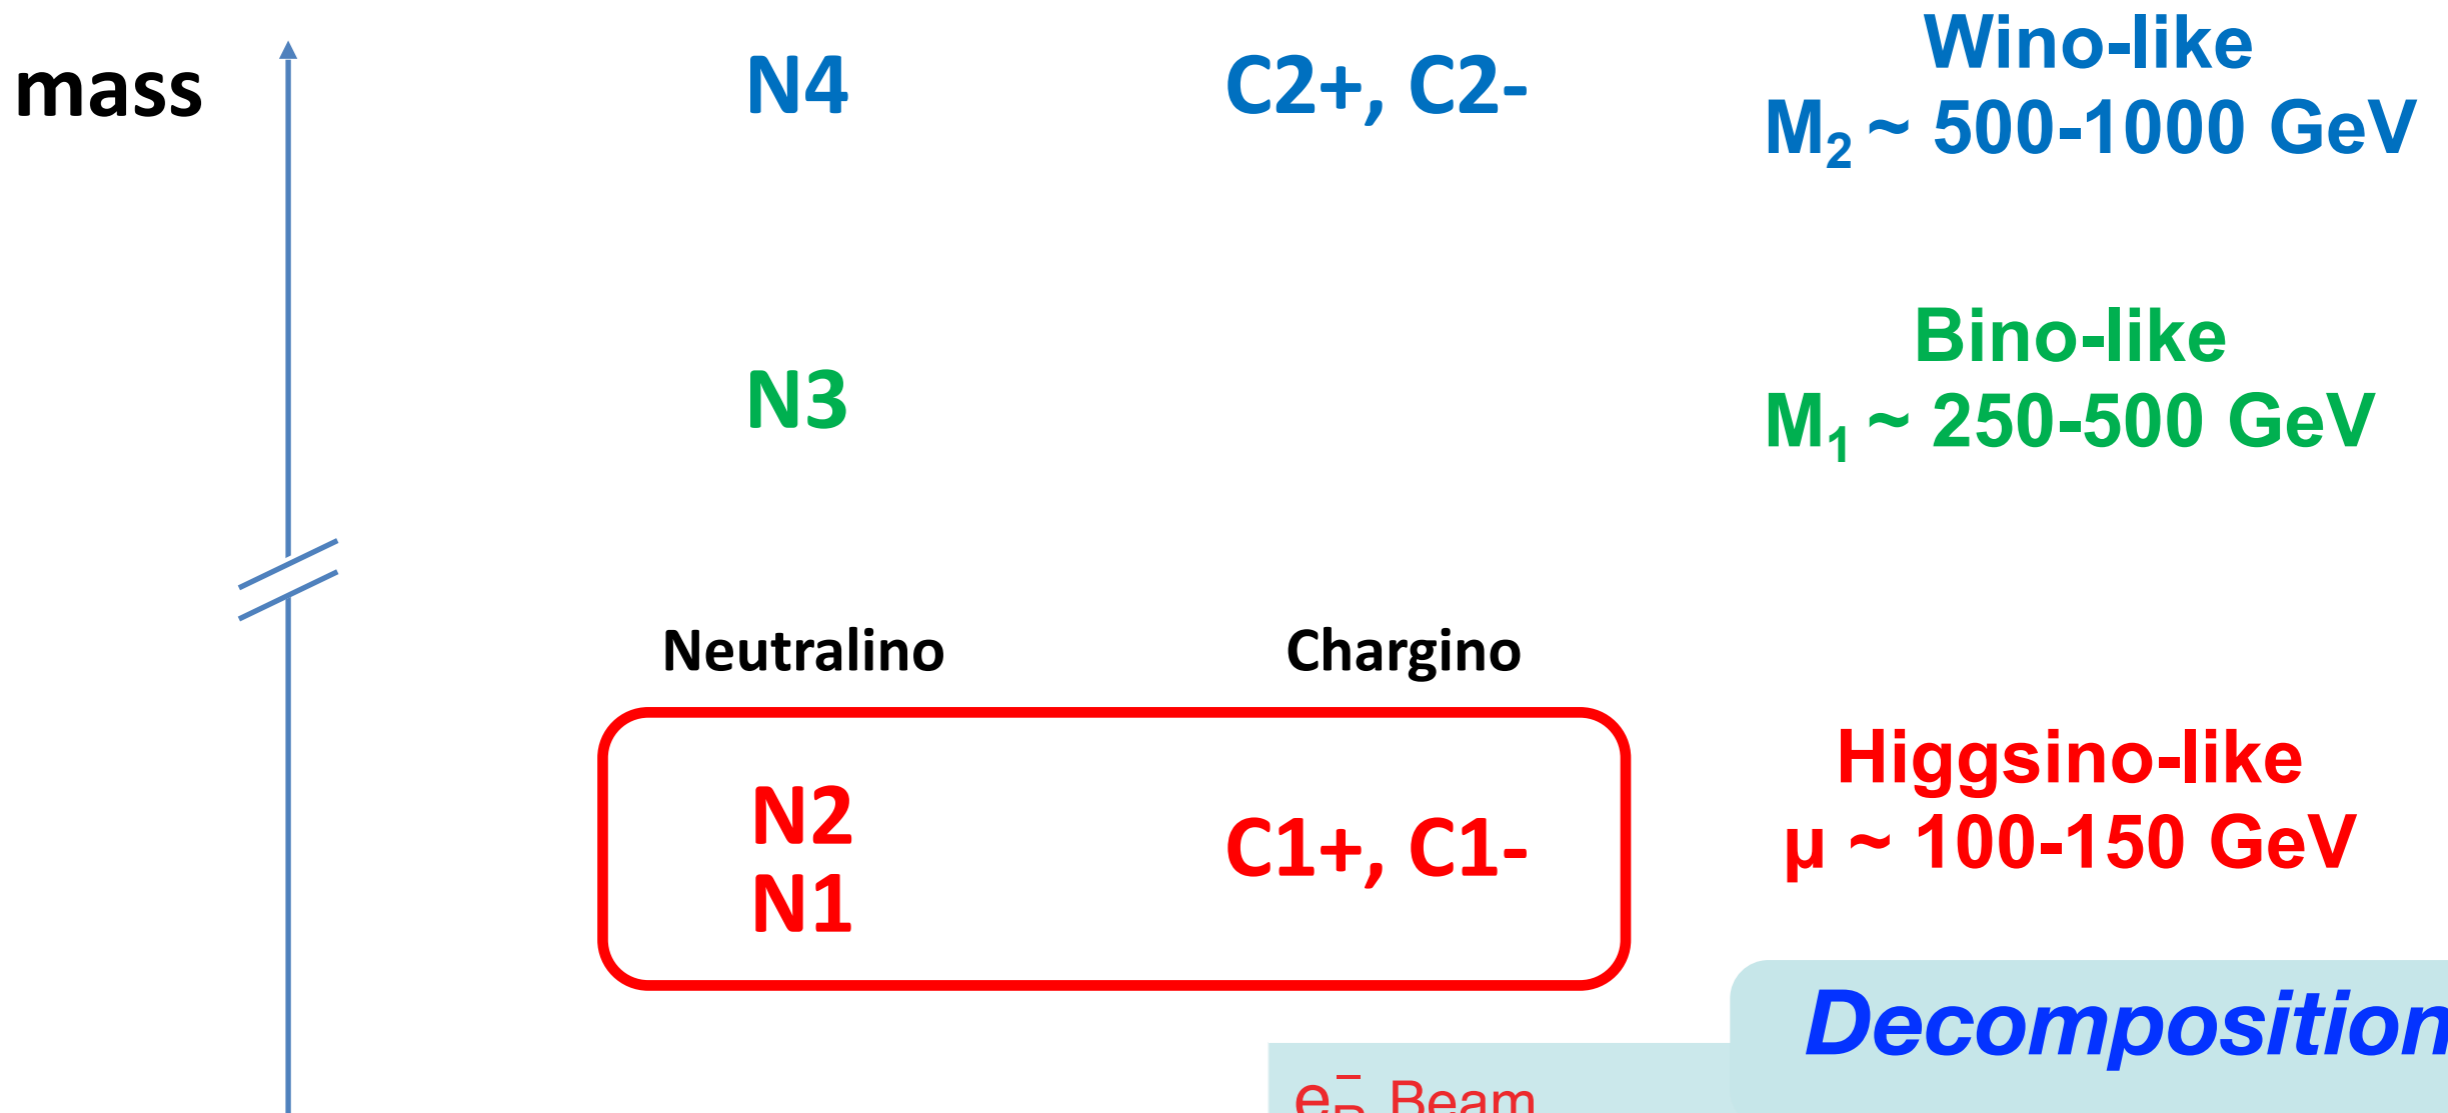 mass
N4
C2+, C2-
Wino-like
M₂ ~ 500-1000 GeV
N3
Bino-like
M₁ ~ 250-500 GeV
Neutralino
Chargino
N2
N1
C1+, C1-
Higgsino-like
μ ~ 100-150 GeV
Decomposition
e⁻_R Beam